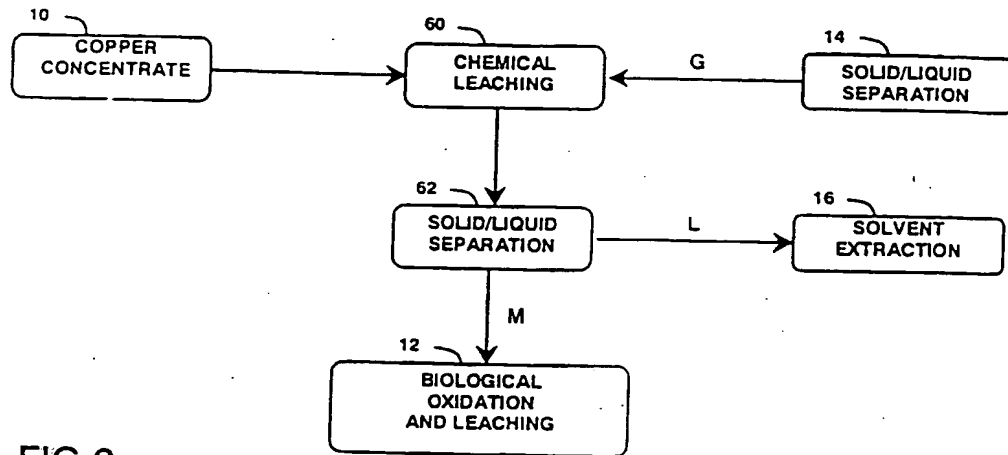 10
COPPER
CONCENTRATE
60
CHEMICAL
LEACHING
G
14
SOLID/LIQUID
SEPARATION
62
SOLID/LIQUID
SEPARATION
L
16
SOLVENT
EXTRACTION
M
12
BIOLOGICAL
OXIDATION
AND LEACHING